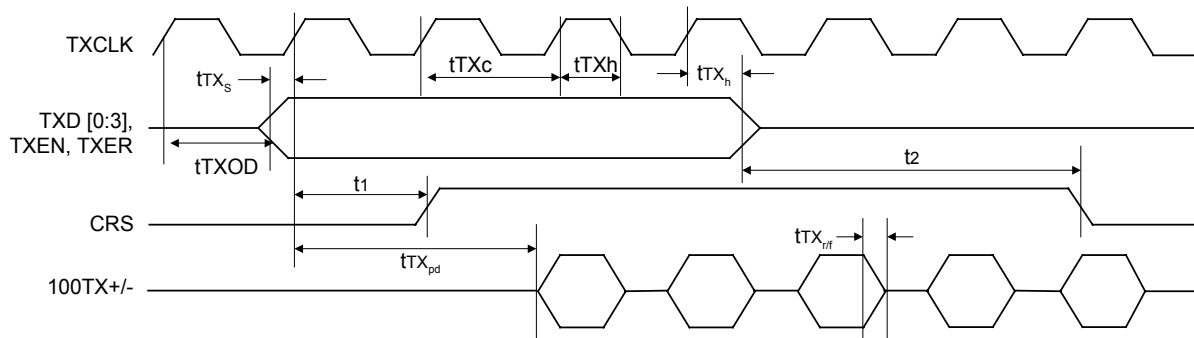 TXCLK
tTXc
tTXh
tTXh
tTXS
TXD [0:3],
TXEN, TXER
tTXOD
t1
t2
CRS
tTXpd
tTXr/f
100TX+/-